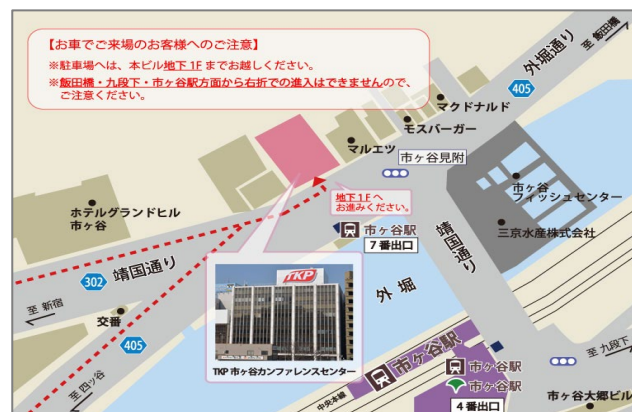 【お車でご来場のお客様へのご注意】
※駐車場へは、本ビル地下1Fまでお越しください。
※飯田橋・九段下・市ヶ谷駅方面から右折での進入はできませんので、
ご注意ください。
至 飯田橋
外堀通り
405
マクドナルド
モスバーガー
マルエツ
市ヶ谷見附
地下1Fへ
お進みください。
市ヶ谷
フィッシュセンター
ホテルグランドヒル
市ヶ谷
市ヶ谷駅
7番出口
三京水産株式会社
靖国通り
302
靖国通り
至 新宿
交番
405
至 四ッ谷
TKP
TKP 市ヶ谷カンファレンスセンター
外堀
市ヶ谷駅
中央本線
市ヶ谷駅
市ヶ谷駅
4番出口
至 九段下
市ヶ谷大郷ビル